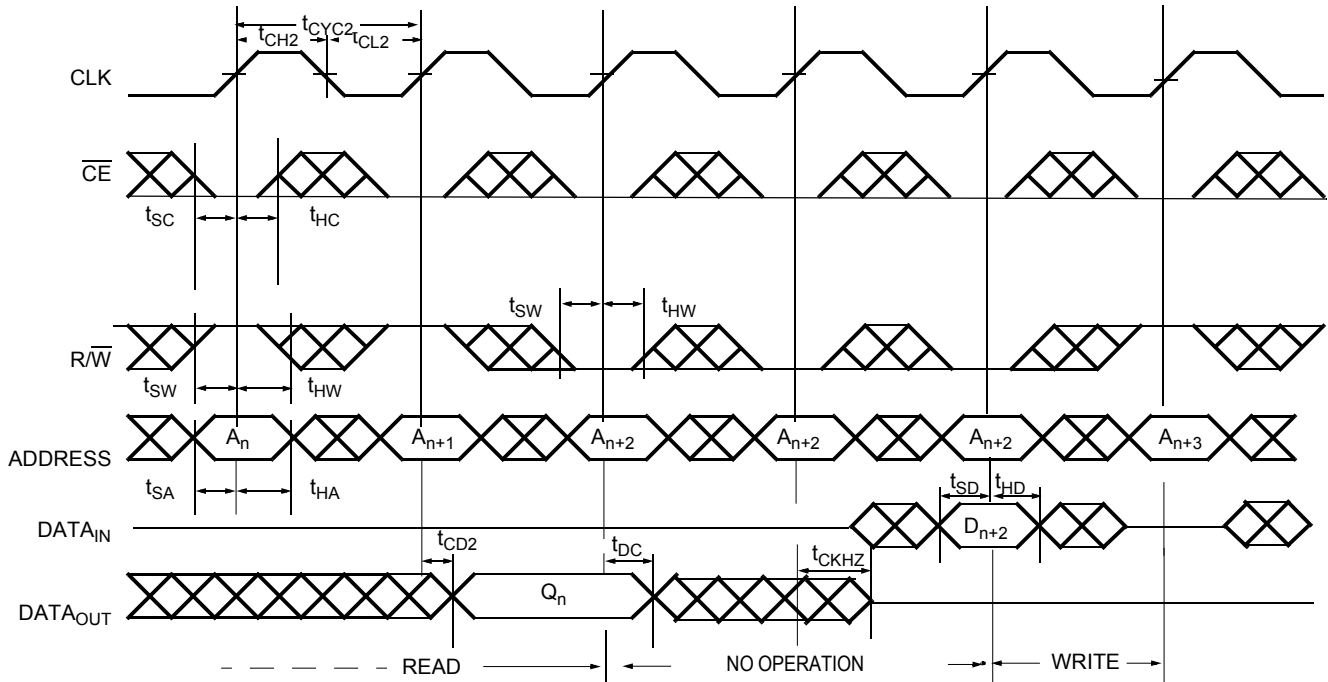 tCYC2
tCH2 tCL2
CLK
CE
tSC tHC
tSW tHW
R/W
tSW tHW
An An+1 An+2 An+2 An+2 An+3
ADDRESS
tSA tHA tSD tHD
DATAIN Dn+2
tCD2 tDC tCKHZ
Qn
DATAOUT
READ NO OPERATION WRITE